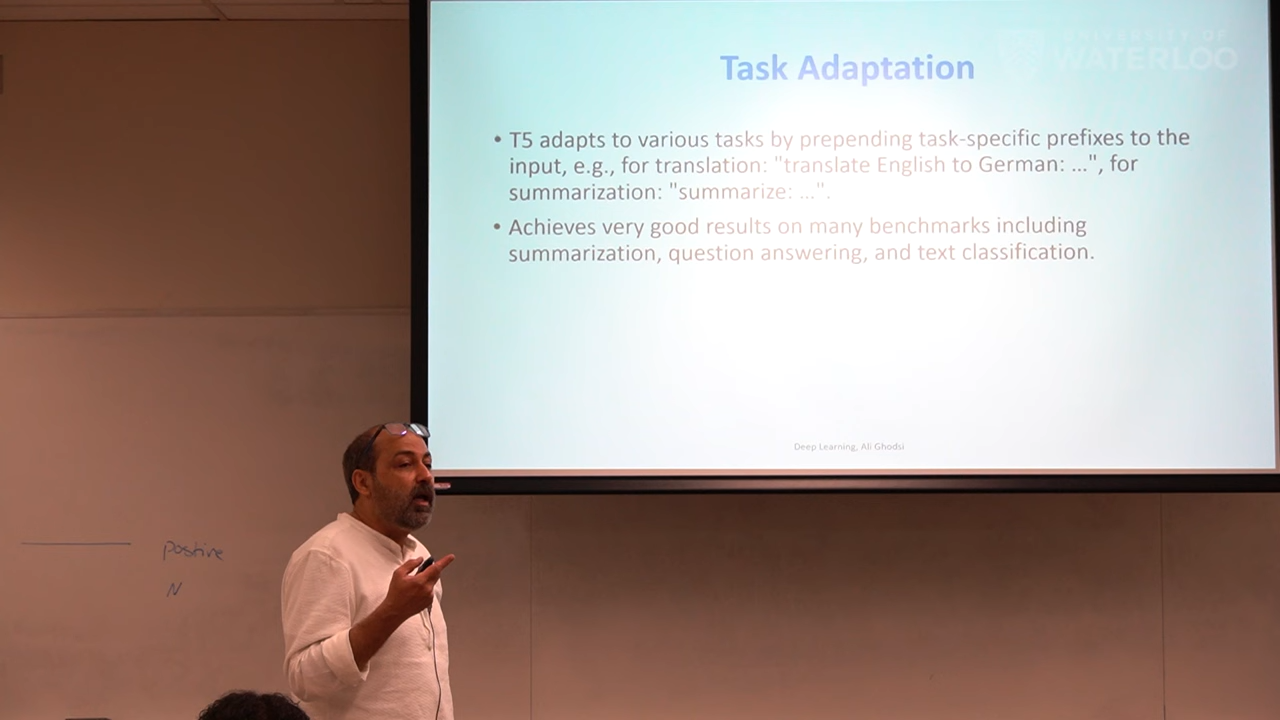 UNIVERSITY OF
WATERLOO
Task Adaptation
• T5 adapts to various tasks by prepending task-specific prefixes to the
input, e.g., for translation: "translate English to German: ...", for
summarization: "summarize: ...".
• Achieves very good results on many benchmarks including
summarization, question answering, and text classification.
Deep Learning, Ali Ghodsi
positive
N